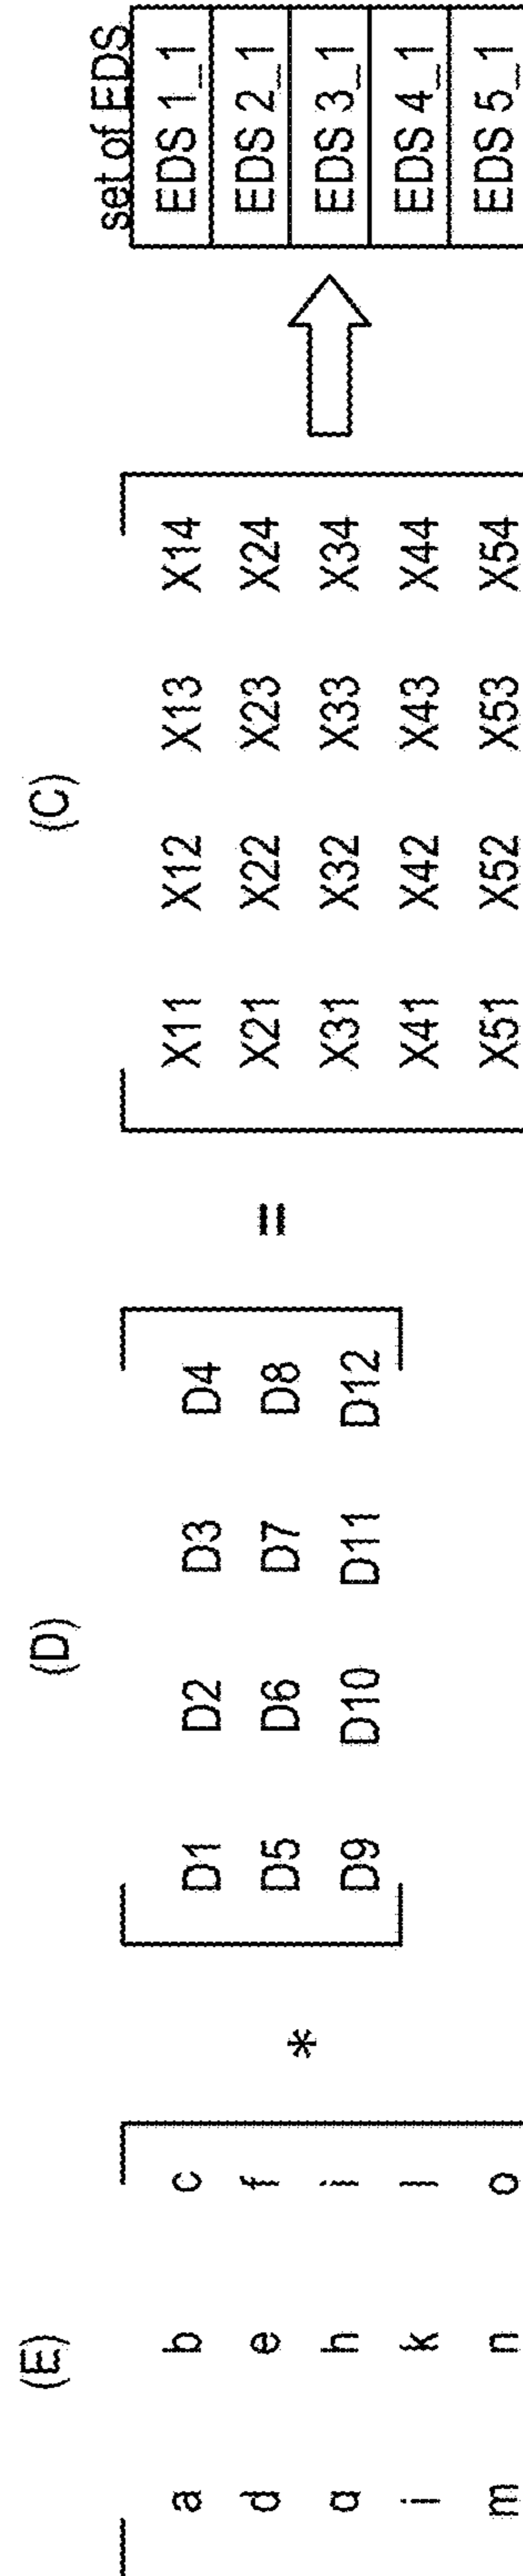 (E) (D) (C) set of EDS
a b c D1 D2 D3 D4 X11 X12 X13 X14 EDS 1_1
d e f * D5 D6 D7 D8 = X21 X22 X23 X24 EDS 2_1
g h i D9 D10 D11 D12 X31 X32 X33 X34 EDS 3_1
j k l X41 X42 X43 X44 EDS 4_1
m n o X51 X52 X53 X54 EDS 5_1